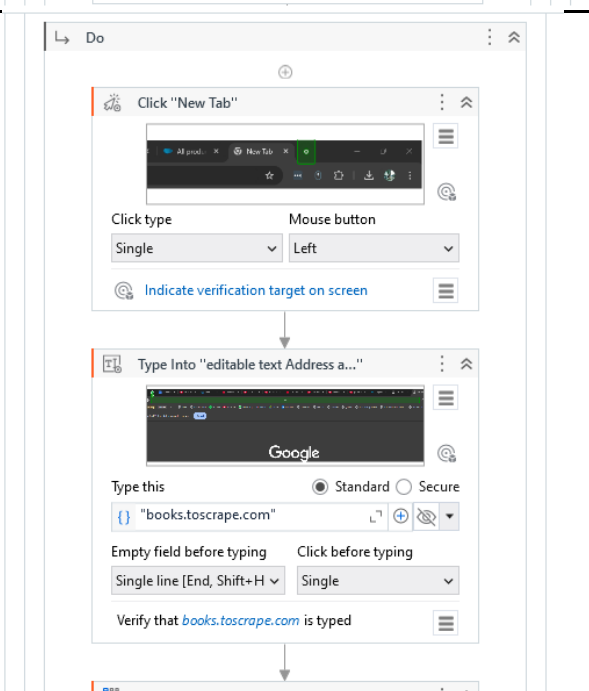 Do
Click "New Tab"
All produ
New Tab
Click type
Mouse button
Single
Left
Indicate verification target on screen
Type Into "editable text Address a..."
Google
Type this
Standard
Secure
"books.toscrape.com"
Empty field before typing
Click before typing
Single line [End, Shift+H
Single
Verify that books.toscrape.com is typed